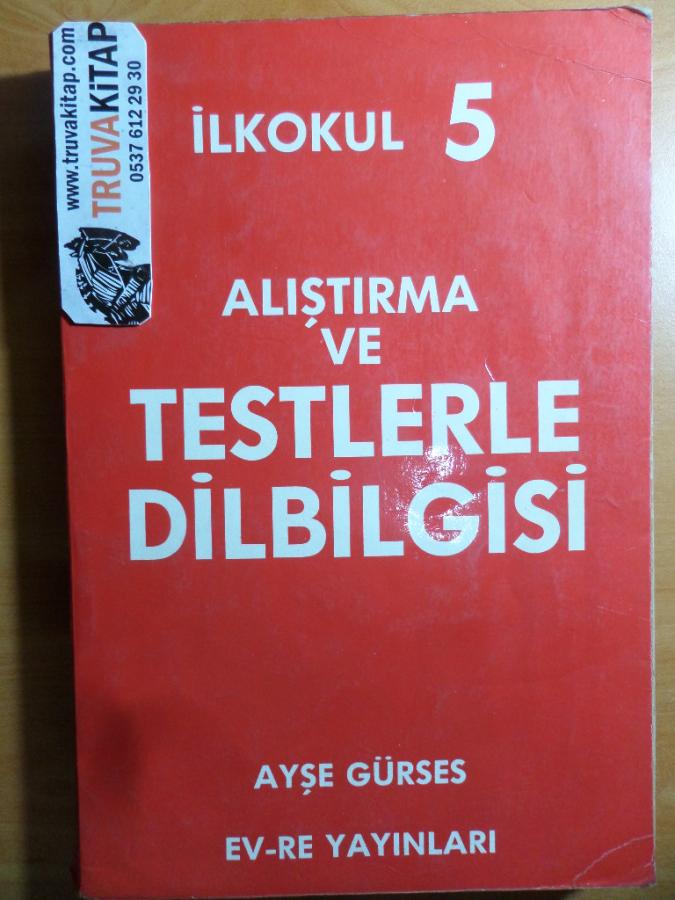 www.truvakitap.com
TRUVAKİTAP
0537 612 29 30
İLKOKUL 5
ALIŞTIRMA
VE
TESTLERLE
DİLBİLGİSİ
AYŞE GÜRSES
EV-RE YAYINLARI